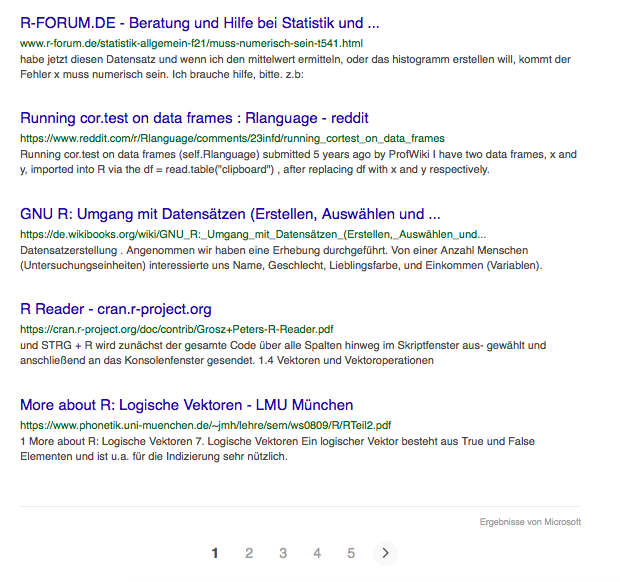 R-FORUM.DE - Beratung und Hilfe bei Statistik und ...
www.r-forum.de/statistik-allgemein-f21/muss-numerisch-sein-t541.html
habe jetzt diesen Datensatz und wenn ich den mittelwert ermitteln, oder das histogramm erstellen will, kommt der
Fehler x muss numerisch sein. Ich brauche hilfe, bitte. z.b:
Running cor.test on data frames : Rlanguage - reddit
https://www.reddit.com/r/Rlanguage/comments/23infd/running_cortest_on_data_frames
Running cor.test on data frames (self.Rlanguage) submitted 5 years ago by ProfWiki I have two data frames, x and
y, imported into R via the df = read.table("clipboard") , after replacing df with x and y respectively.
GNU R: Umgang mit Datensätzen (Erstellen, Auswählen und ...
https://de.wikibooks.org/wiki/GNU_R:_Umgang_mit_Datensätzen_(Erstellen,_Auswählen_und...
Datensatzerstellung . Angenommen wir haben eine Erhebung durchgeführt. Von einer Anzahl Menschen
(Untersuchungseinheiten) interessierte uns Name, Geschlecht, Lieblingsfarbe, und Einkommen (Variablen).
R Reader - cran.r-project.org
https://cran.r-project.org/doc/contrib/Grosz+Peters-R-Reader.pdf
und STRG + R wird zunächst der gesamte Code über alle Spalten hinweg im Skriptfenster aus- gewählt und
anschließend an das Konsolenfenster gesendet. 1.4 Vektoren und Vektoroperationen
More about R: Logische Vektoren - LMU München
https://www.phonetik.uni-muenchen.de/~jmh/lehre/sem/ws0809/R/RTeil2.pdf
1 More about R: Logische Vektoren 7. Logische Vektoren Ein logischer Vektor besteht aus True und False
Elementen und ist u.a. für die Indizierung sehr nützlich.
Ergebnisse von Microsoft
1 2 3 4 5